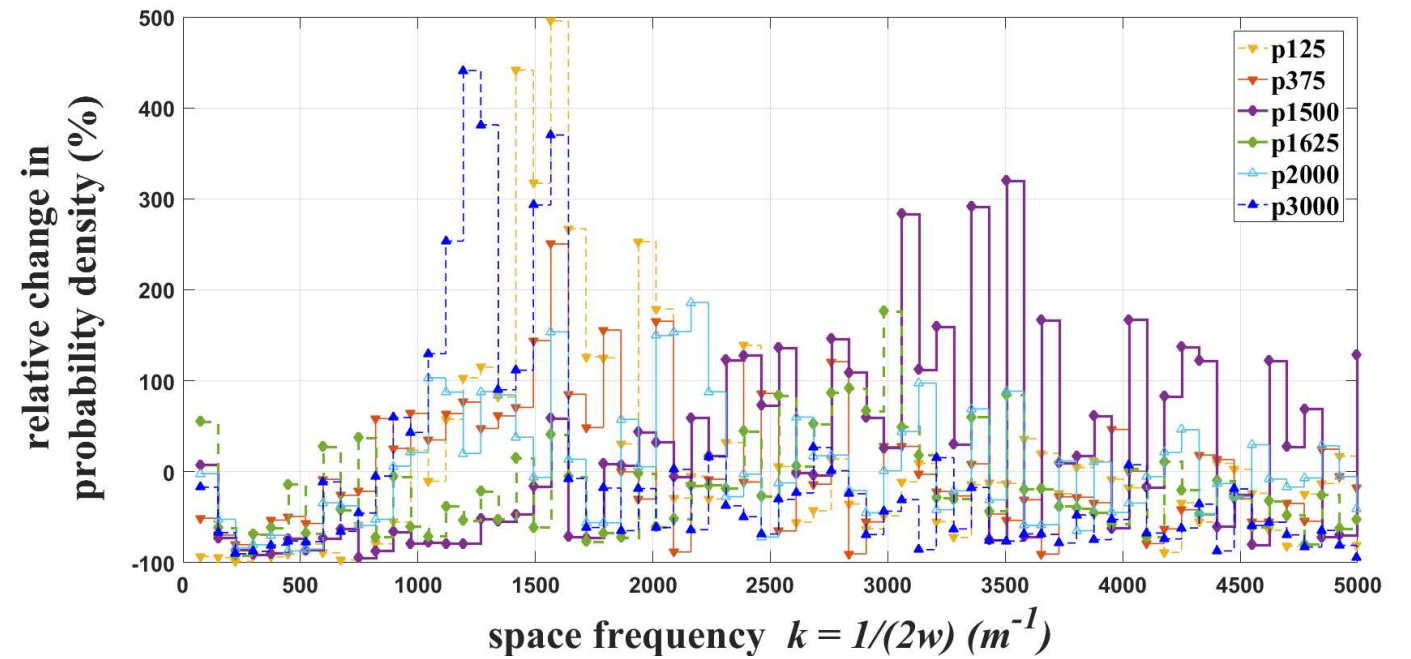 relative change in
probability density (%)
500
400
300
200
100
0
-100
0 500 1000 1500 2000 2500 3000 3500 4000 4500 5000
space frequency k = 1/(2w) (m⁻¹)
p125
p375
p1500
p1625
p2000
p3000